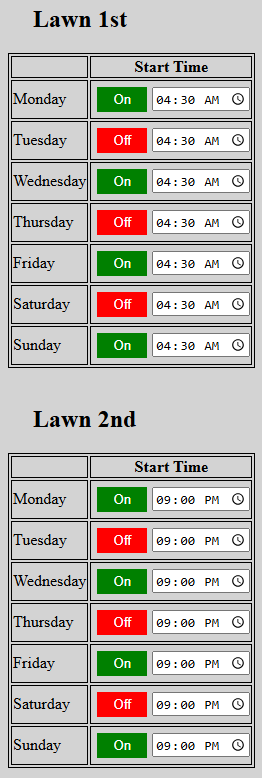 Lawn 1st
Start Time
Monday On 04:30 AM
Tuesday Off 04:30 AM
Wednesday On 04:30 AM
Thursday Off 04:30 AM
Friday On 04:30 AM
Saturday Off 04:30 AM
Sunday On 04:30 AM
Lawn 2nd
Start Time
Monday On 09:00 PM
Tuesday Off 09:00 PM
Wednesday On 09:00 PM
Thursday Off 09:00 PM
Friday On 09:00 PM
Saturday Off 09:00 PM
Sunday On 09:00 PM